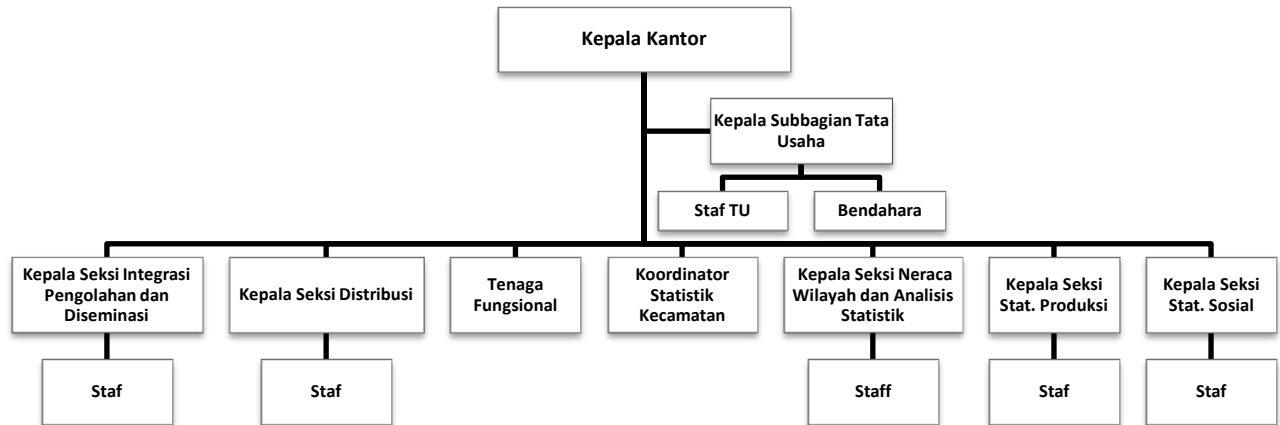 Kepala Kantor
Kepala Subbagian Tata
Usaha
Staf TU
Bendahara
Kepala Seksi Integrasi
Pengolahan dan
Diseminasi
Kepala Seksi Distribusi
Tenaga
Fungsional
Koordinator
Statistik
Kecamatan
Kepala Seksi Neraca
Wilayah dan Analisis
Statistik
Kepala Seksi
Stat. Produksi
Kepala Seksi
Stat. Sosial
Staf
Staf
Staff
Staf
Staf